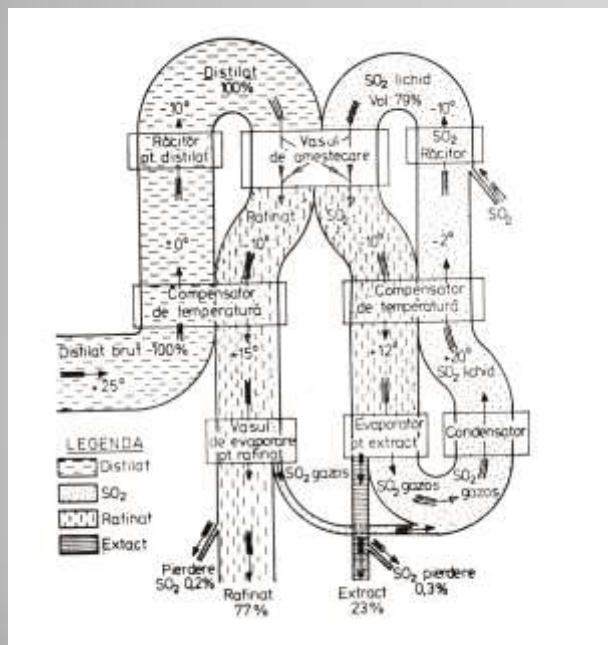 Distilat
100%
SO₂ lichid
Vol. 79%
-10°
-10°
Răcitor
pt. distilat
Vasul
de amestecare
SO₂
Răcitor
Rafinat
SO₂
SO₂
±0°
-10°
-10°
-2°
Compensator
de temperatură
Compensator
de temperatură
Distilat brut -100%
+25°
+15°
+12°
+20°
SO₂ lichid
Vasul
de evaporare
pt rafinat
Evaporator
pt extract
Condensator
LEGENDA
Distilat
SO₂
Rafinat
Extact
SO₂ gazos
SO₂ gazos
SO₂
gazos
Pierdere
SO₂ 0,2%
Rafinat
77%
Extract
23%
SO₂ pierdere
0,3%